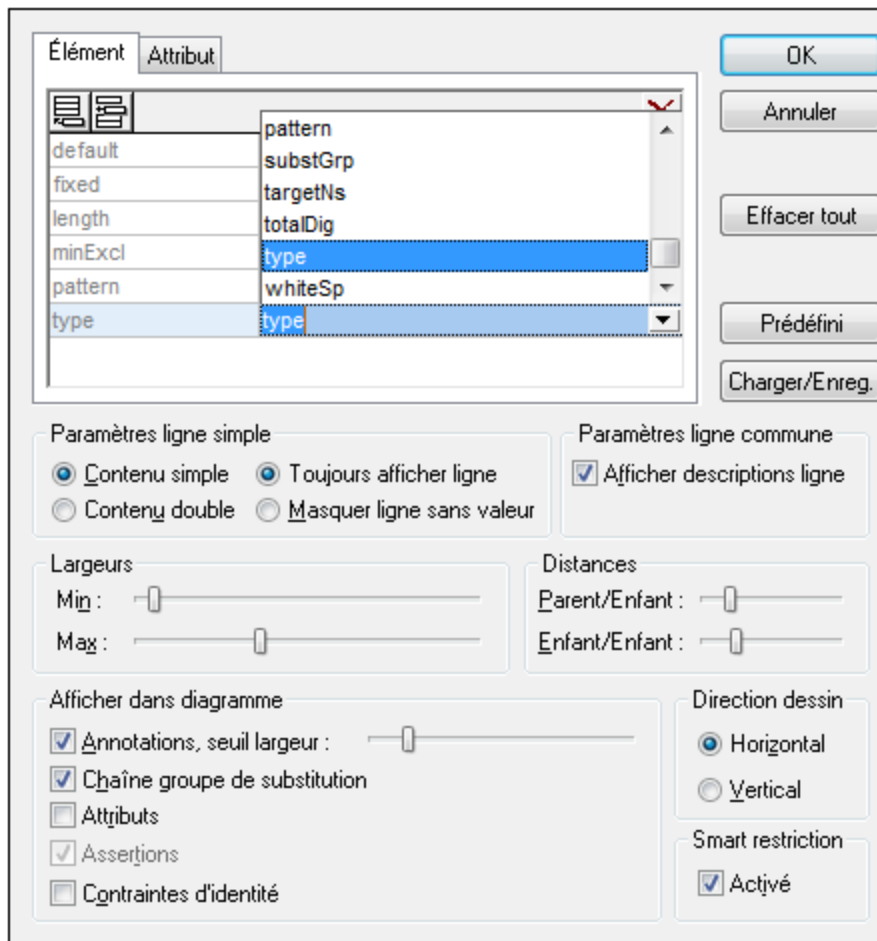 Élément
Attribut
OK
Annuler
Effacer tout
Prédéfini
Charger/Enreg.
default
fixed
length
minExcl
pattern
type
pattern
substGrp
targetNs
totalDig
type
whiteSp
type
Paramètres ligne simple
Contenu simple
Toujours afficher ligne
Contenu double
Masquer ligne sans valeur
Paramètres ligne commune
Afficher descriptions ligne
Largeurs
Min :
Max :
Distances
Parent/Enfant :
Enfant/Enfant :
Afficher dans diagramme
Annotations, seuil largeur :
Chaîne groupe de substitution
Attributs
Assertions
Contraintes d'identité
Direction dessin
Horizontal
Vertical
Smart restriction
Activé